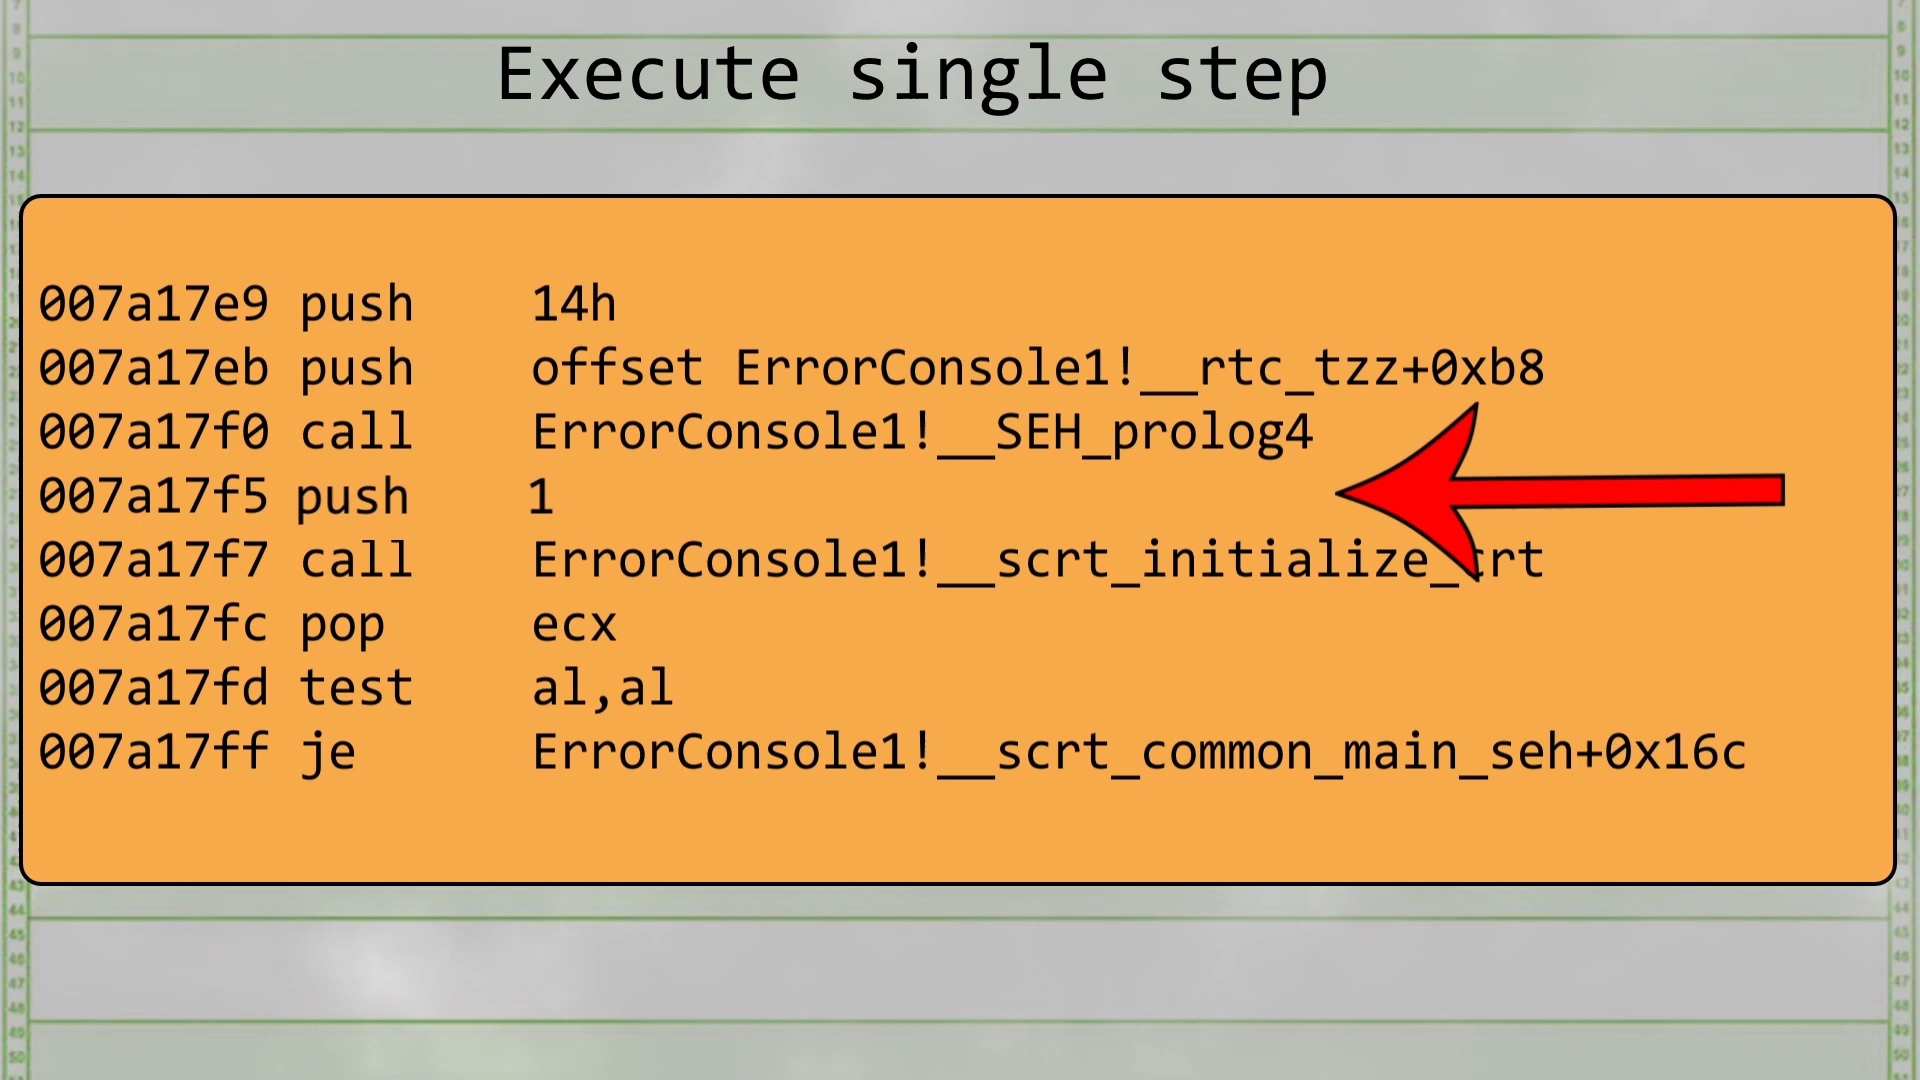 Execute single step
007a17e9 push 14h
007a17eb push offset ErrorConsole1!__rtc_tzz+0xb8
007a17f0 call ErrorConsole1!__SEH_prolog4
007a17f5 push 1
007a17f7 call ErrorConsole1!__scrt_initialize_crt
007a17fc pop ecx
007a17fd test al,al
007a17ff je ErrorConsole1!__scrt_common_main_seh+0x16c